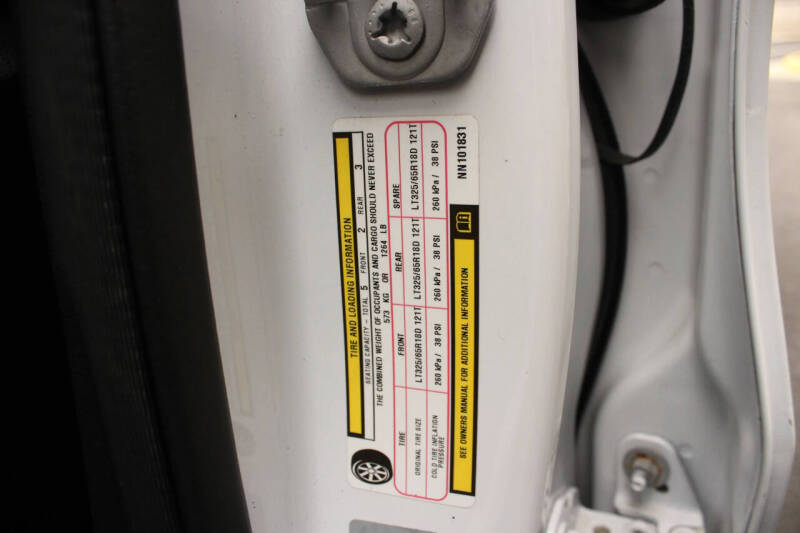 TIRE AND LOADING INFORMATION
SEATING CAPACITY - TOTAL 5 FRONT 2 REAR 3
THE COMBINED WEIGHT OF OCCUPANTS AND CARGO SHOULD NEVER EXCEED
573 KG OR 1264 LB
TIRE FRONT REAR SPARE
ORIGINAL TIRE SIZE LT325/65R18D 121T LT325/65R18D 121T LT325/65R18D 121T
COLD TIRE INFLATION PRESSURE 260 kPa / 38 PSI 260 kPa / 38 PSI 260 kPa / 38 PSI
SEE OWNERS MANUAL FOR ADDITIONAL INFORMATION
NN101831